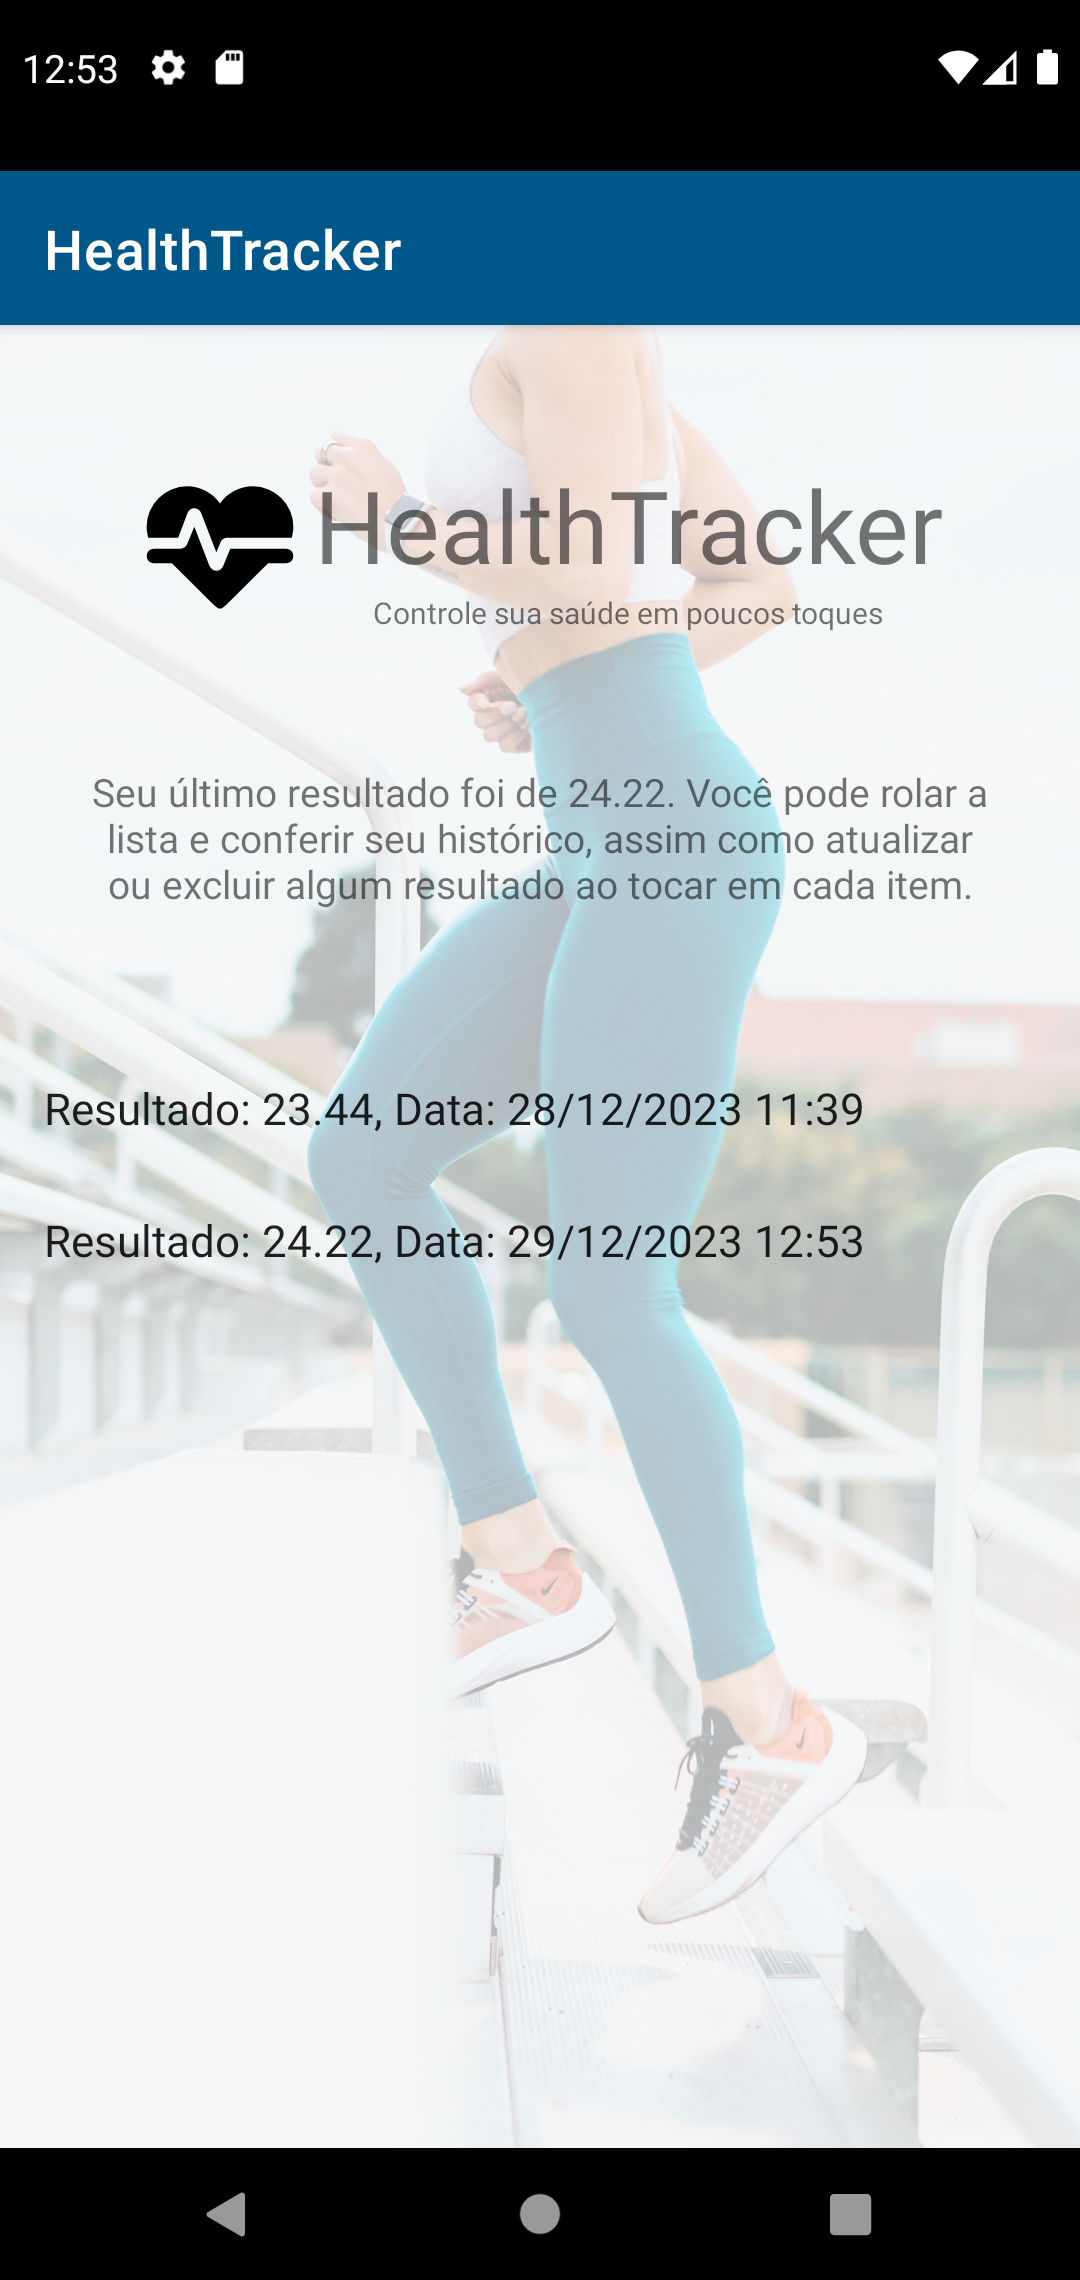 12:53
HealthTracker
HealthTracker
Controle sua saúde em poucos toques
Seu último resultado foi de 24.22. Você pode rolar a
lista e conferir seu histórico, assim como atualizar
ou excluir algum resultado ao tocar em cada item.
Resultado: 23.44, Data: 28/12/2023 11:39
Resultado: 24.22, Data: 29/12/2023 12:53